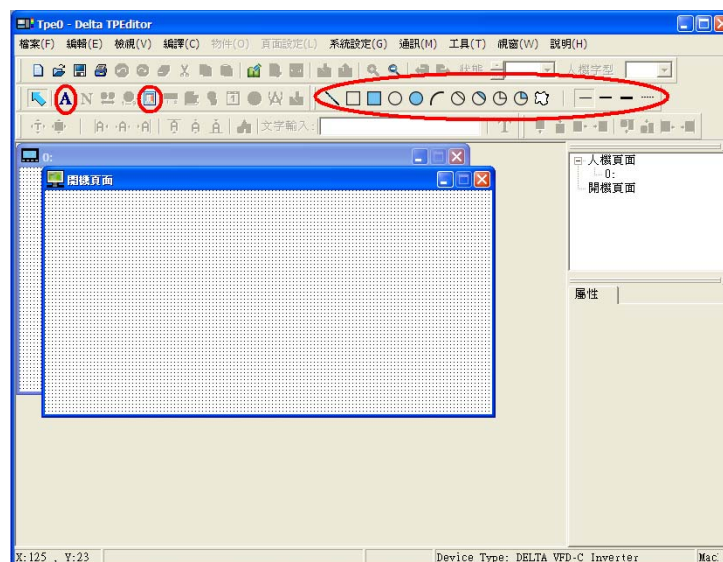 Tpe0 - Delta TPEditor
檔案(F) 編輯(E) 檢視(V) 編譯(C) 物件(O) 頁面設定(L) 系統設定(G) 通訊(M) 工具(T) 視窗(W) 說明(H)
狀態 人機字型
A N
文字輸入:
0:
開機頁面
人機頁面
0:
開機頁面
屬性
X:125 , Y:23 Device Type: DELTA VFD-C Inverter Mac